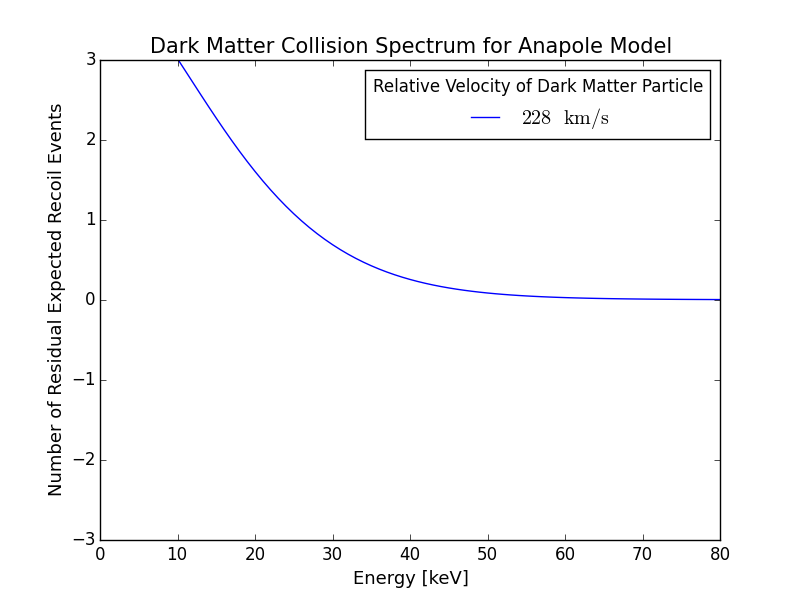 Dark Matter Collision Spectrum for Anapole Model
Relative Velocity of Dark Matter Particle
228 km/s
Number of Residual Expected Recoil Events
3
2
1
0
−1
−2
−3
0 10 20 30 40 50 60 70 80
Energy [keV]